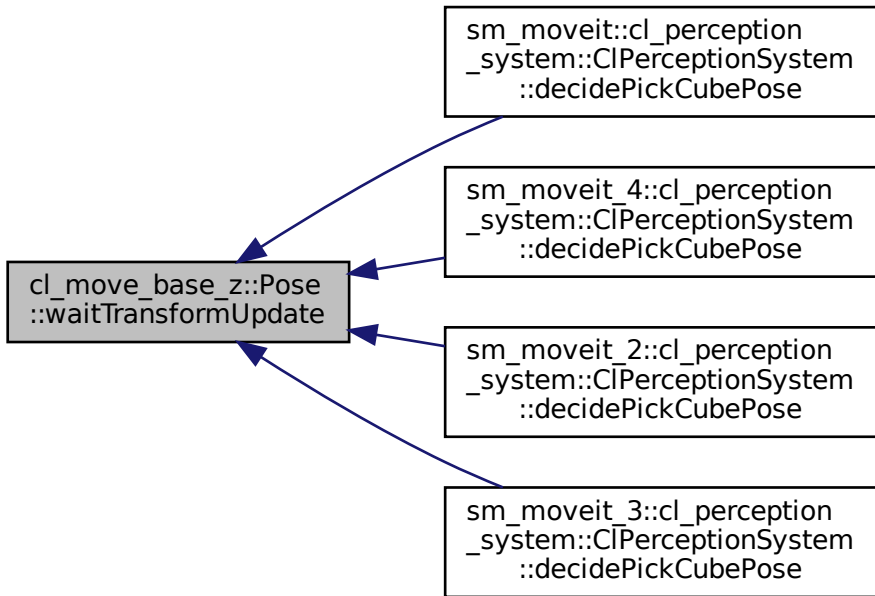 sm_moveit::cl_perception
_system::ClPerceptionSystem
::decidePickCubePose
sm_moveit_4::cl_perception
_system::ClPerceptionSystem
::decidePickCubePose
cl_move_base_z::Pose
::waitTransformUpdate
sm_moveit_2::cl_perception
_system::ClPerceptionSystem
::decidePickCubePose
sm_moveit_3::cl_perception
_system::ClPerceptionSystem
::decidePickCubePose